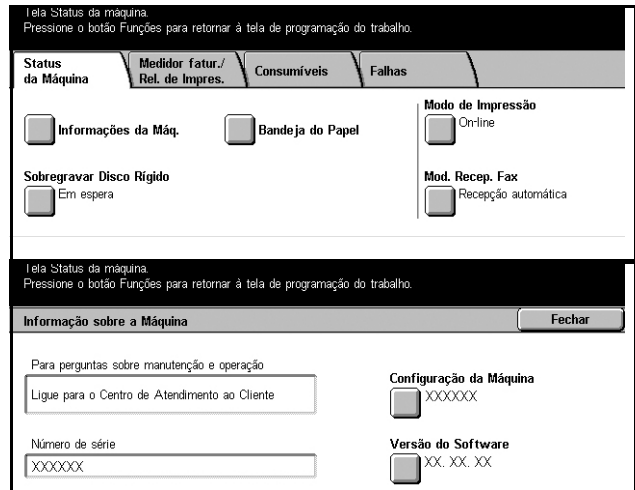 Tela Status da máquina.
Pressione o botão Funções para retornar à tela de programação do trabalho.
Status da Máquina
Medidor fatur./ Rel. de Impres.
Consumíveis
Falhas
Informações da Máq.
Bandeja do Papel
Modo de Impressão
On-line
Sobregravar Disco Rígido
Em espera
Mod. Recep. Fax
Recepção automática
Tela Status da máquina.
Pressione o botão Funções para retornar à tela de programação do trabalho.
Informação sobre a Máquina
Fechar
Para perguntas sobre manutenção e operação
Ligue para o Centro de Atendimento ao Cliente
Configuração da Máquina
XXXXXX
Número de série
XXXXXX
Versão do Software
XX. XX. XX